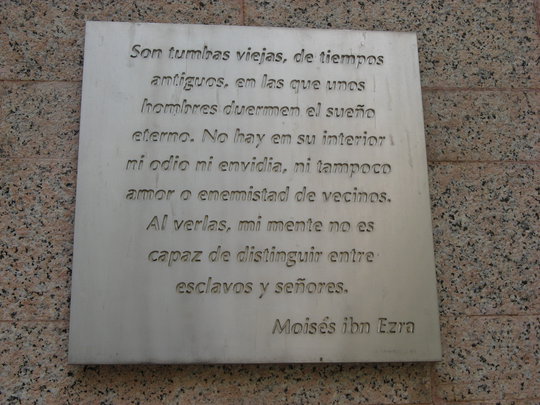 Son tumbas viejas, de tiempos
antiguos, en las que unos
hombres duermen el sueño
eterno. No hay en su interior
ni odio ni envidia, ni tampoco
amor o enemistad de vecinos.
Al verlas, mi mente no es
capaz de distinguir entre
esclavos y señores.
Moisés ibn Ezra